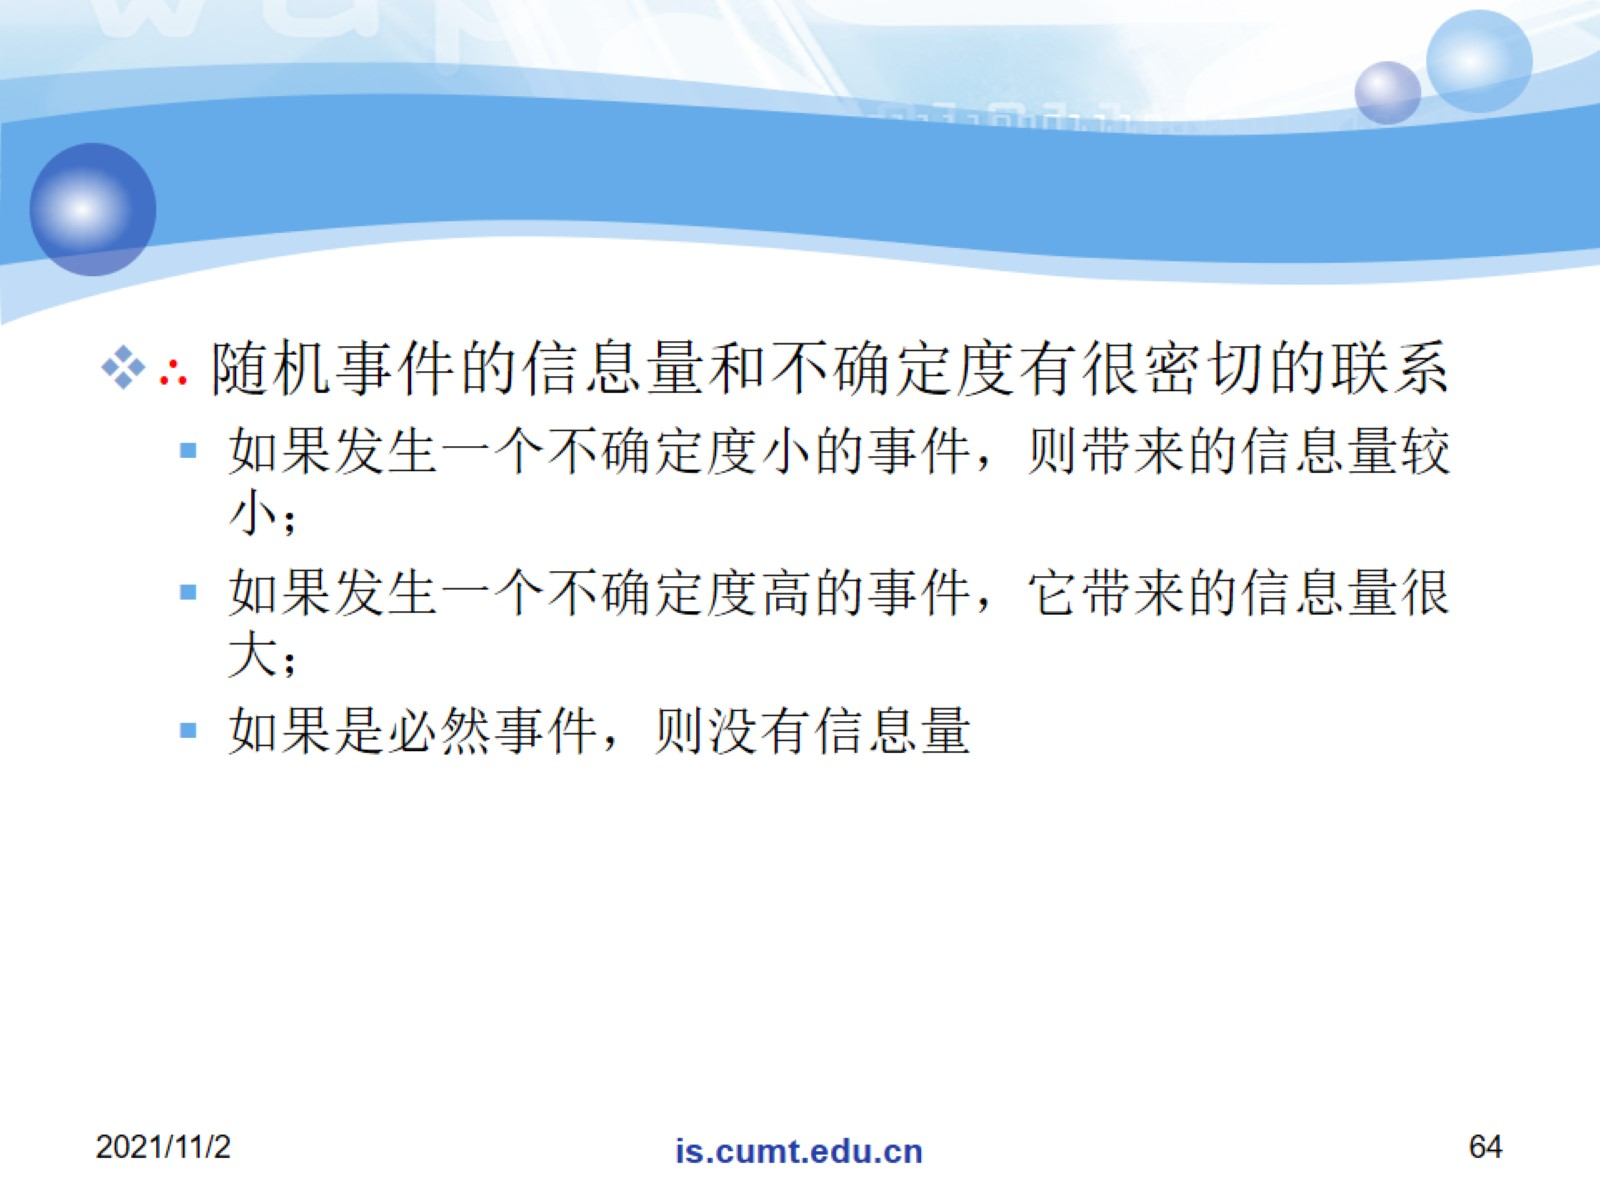 ∴ 随机事件的信息量和不确定度有很密切的联系
如果发生一个不确定度小的事件，则带来的信息量较
小；
如果发生一个不确定度高的事件，它带来的信息量很
大；
如果是必然事件，则没有信息量
2021/11/2
is.cumt.edu.cn
64